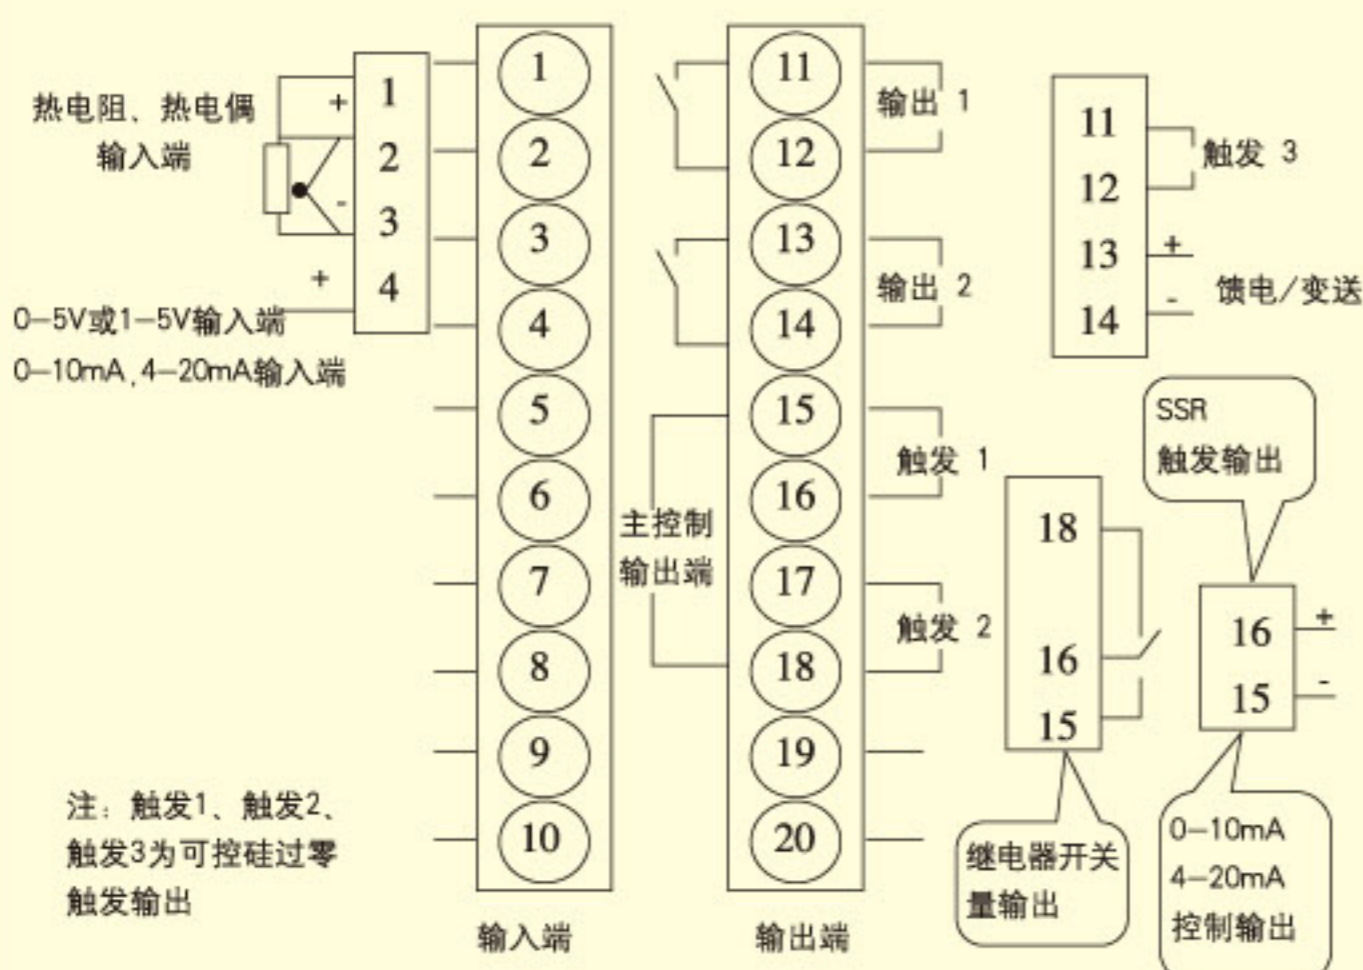 热电阻、热电偶
输入端
+
-
+
1
2
3
4
0-5V或1-5V输入端
0-10mA,4-20mA输入端
1
2
3
4
5
6
7
8
9
10
输入端
主控制
输出端
11
12
13
14
15
16
17
18
19
20
输出端
输出 1
输出 2
触发 1
触发 2
11
12
13
14
触发 3
+
-
馈电/变送
SSR
触发输出
18
16
15
16
15
+
-
继电器开关
量输出
0-10mA
4-20mA
控制输出
注：触发1、触发2、
触发3为可控硅过零
触发输出